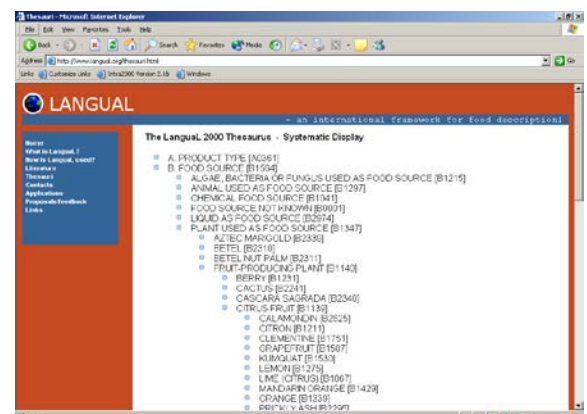 Thesauri - Microsoft Internet Explorer
File Edit View Favorites Tools Help
Back Search Favorites Media
Address http://www.langual.org/thesauri.html Go
Links Customize Links Windows
LANGUAL
- an international framework for food description!
Home
What is LanguaL?
How is LanguaL used?
Literature
Thesauri
Contacts
Applications
Proposals/feedback
Links
The LanguaL 2000 Thesaurus - Systematic Display
A. PRODUCT TYPE [A0361]
B. FOOD SOURCE [B1564]
ALGAE, BACTERIA OR FUNGUS USED AS FOOD SOURCE [B1215]
ANIMAL USED AS FOOD SOURCE [B1297]
CHEMICAL FOOD SOURCE [B1041]
FOOD SOURCE NOT KNOWN [B0001]
LIQUID AS FOOD SOURCE [B2974]
PLANT USED AS FOOD SOURCE [B1347]
AZTEC MARIGOLD [B2339]
BETEL [B2310]
BETEL NUT PALM [B2311]
FRUIT-PRODUCING PLANT [B1140]
BERRY [B1231]
CACTUS [B2241]
CASCARA SAGRADA [B2340]
CITRUS FRUIT [B1139]
CALAMONDIN [B2625]
CITRON [B1211]
CLEMENTINE [B1751]
GRAPEFRUIT [B1507]
KUMQUAT [B1530]
LEMON [B1275]
LIME (CITRUS) [B1067]
MANDARIN ORANGE [B1429]
ORANGE [B1339]
PRICKLY ASH [B2295]